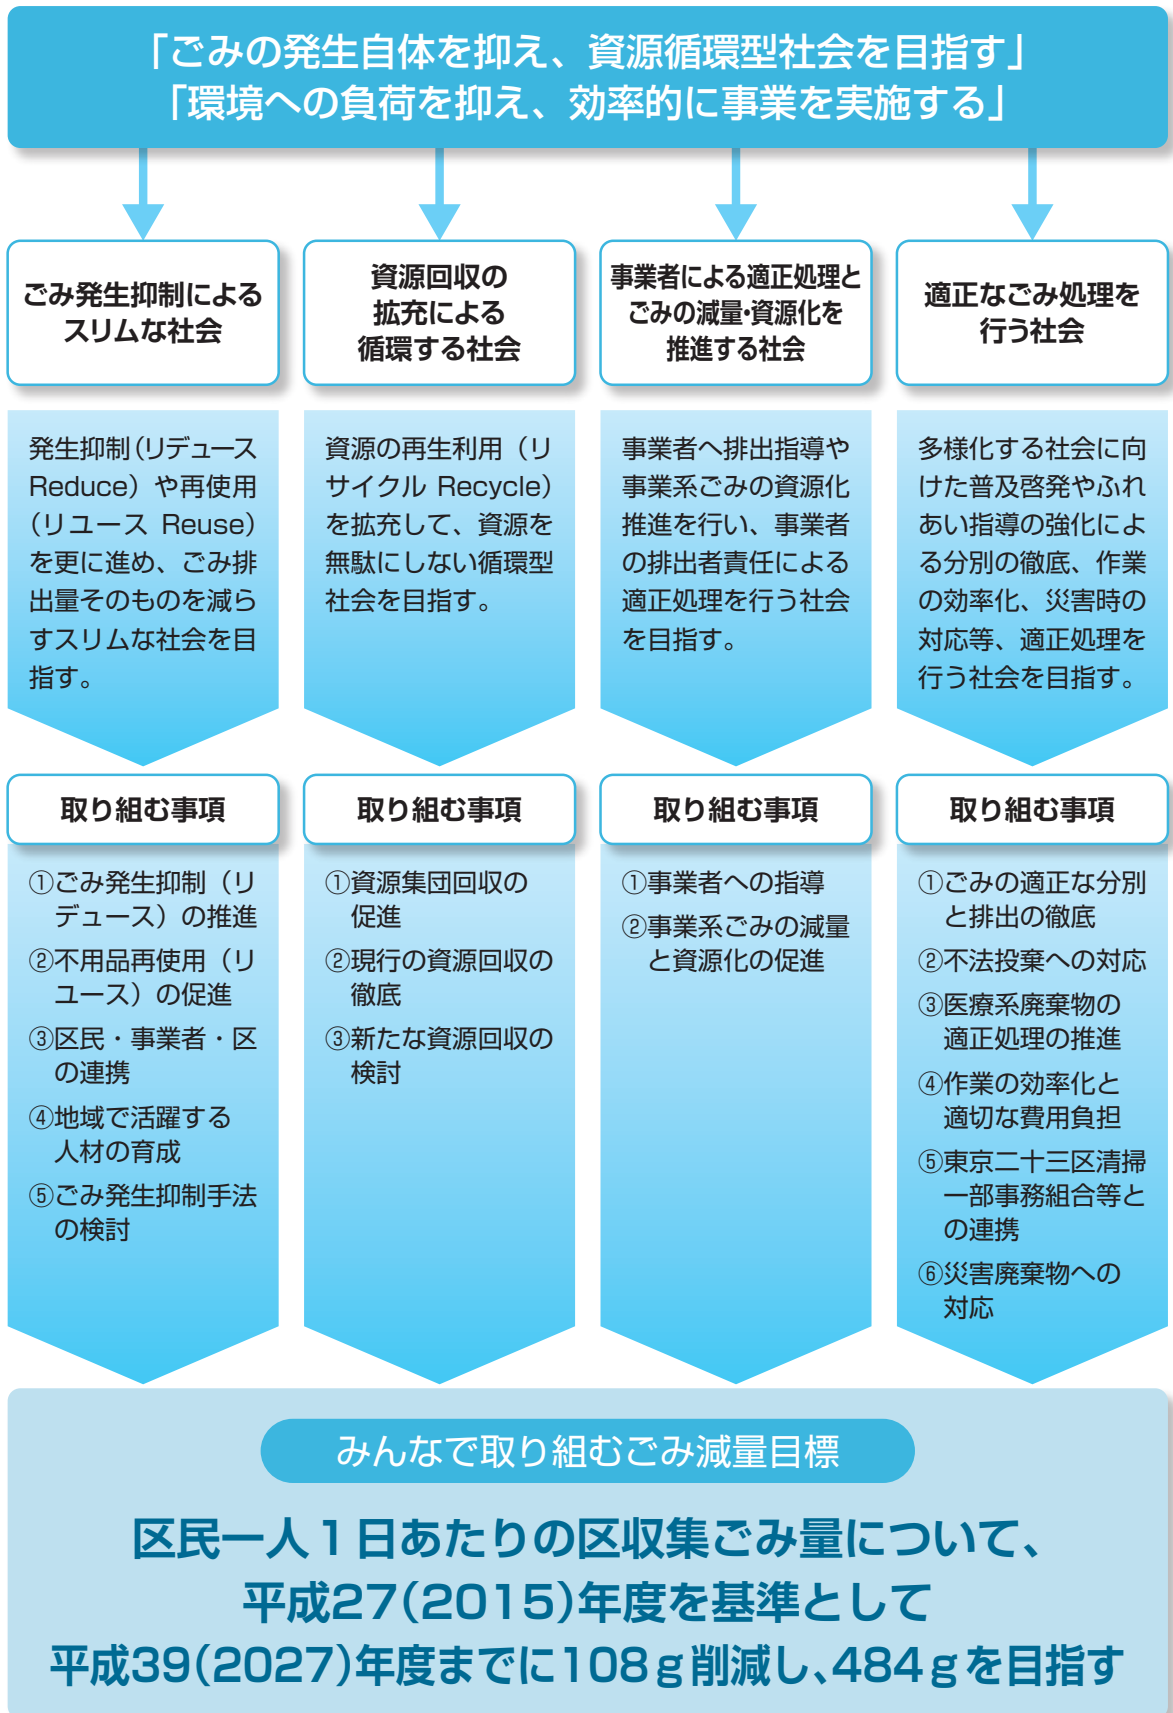 「ごみの発生自体を抑え、資源循環型社会を目指す」
「環境への負荷を抑え、効率的に事業を実施する」
ごみ発生抑制による
スリムな社会
発生抑制（リデュース
Reduce）や再使用
（リユース Reuse）
を更に進め、ごみ排
出量そのものを減ら
すスリムな社会を目
指す。
取り組む事項
①ごみ発生抑制（リ
デュース）の推進
②不用品再使用（リ
ユース）の促進
③区民・事業者・区
の連携
④地域で活躍する
人材の育成
⑤ごみ発生抑制手法
の検討
資源回収の
拡充による
循環する社会
資源の再生利用（リ
サイクル Recycle）
を拡充して、資源を
無駄にしない循環型
社会を目指す。
取り組む事項
①資源集団回収の
促進
②現行の資源回収の
徹底
③新たな資源回収の
検討
事業者による適正処理と
ごみの減量・資源化を
推進する社会
事業者へ排出指導や
事業系ごみの資源化
推進を行い、事業者
の排出者責任による
適正処理を行う社会
を目指す。
取り組む事項
①事業者への指導
②事業系ごみの減量
と資源化の促進
適正なごみ処理を
行う社会
多様化する社会に向
けた普及啓発やふれ
あい指導の強化によ
る分別の徹底、作業
の効率化、災害時の
対応等、適正処理を
行う社会を目指す。
取り組む事項
①ごみの適正な分別
と排出の徹底
②不法投棄への対応
③医療系廃棄物の
適正処理の推進
④作業の効率化と
適切な費用負担
⑤東京二十三区清掃
一部事務組合等と
の連携
⑥災害廃棄物への
対応
みんなで取り組むごみ減量目標
区民一人１日あたりの区収集ごみ量について、
平成27(2015)年度を基準として
平成39(2027)年度までに108ｇ削減し、484ｇを目指す